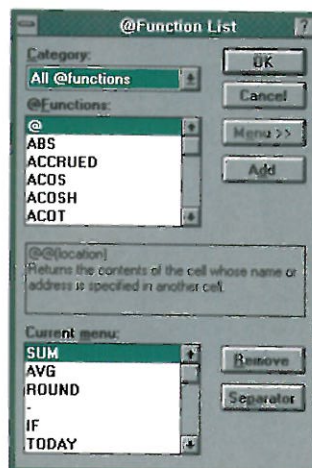 @Function List
?
Category:
All @functions
@Functions:
@
ABS
ACCRUED
ACOS
ACOSH
ACOT
OK
Cancel
Menu >>
Add
@@(location)
Returns the contents of the cell whose name or
address is specified in another cell.
Current menu:
SUM
AVG
ROUND
-
IF
TODAY
Remove
Separator